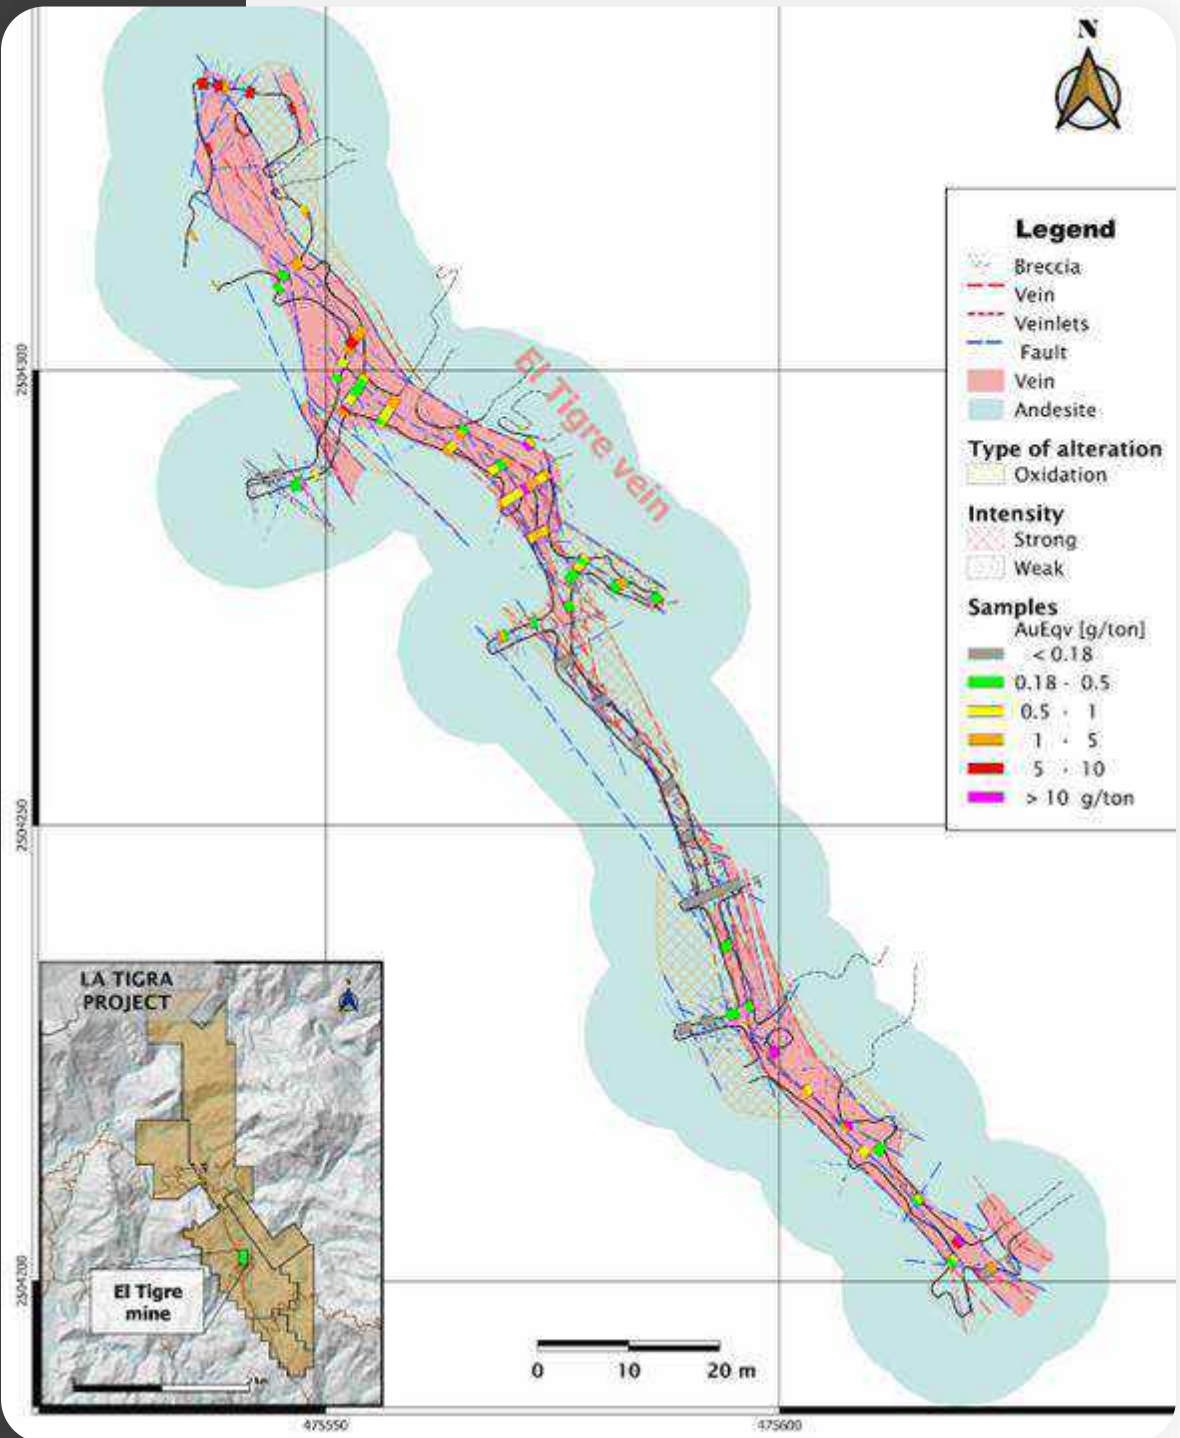 N
Legend
Breccia
Vein
Veinlets
Fault
Vein
Andesite
Type of alteration
Oxidation
Intensity
Strong
Weak
Samples
AuEqv [g/ton]
< 0.18
0.18 - 0.5
0.5 - 1
1 - 5
5 - 10
> 10 g/ton
El Tigre vein
2504300
2504250
2504200
LA TIGRA
PROJECT
El Tigre
mine
0 10 20 m
475550 475600